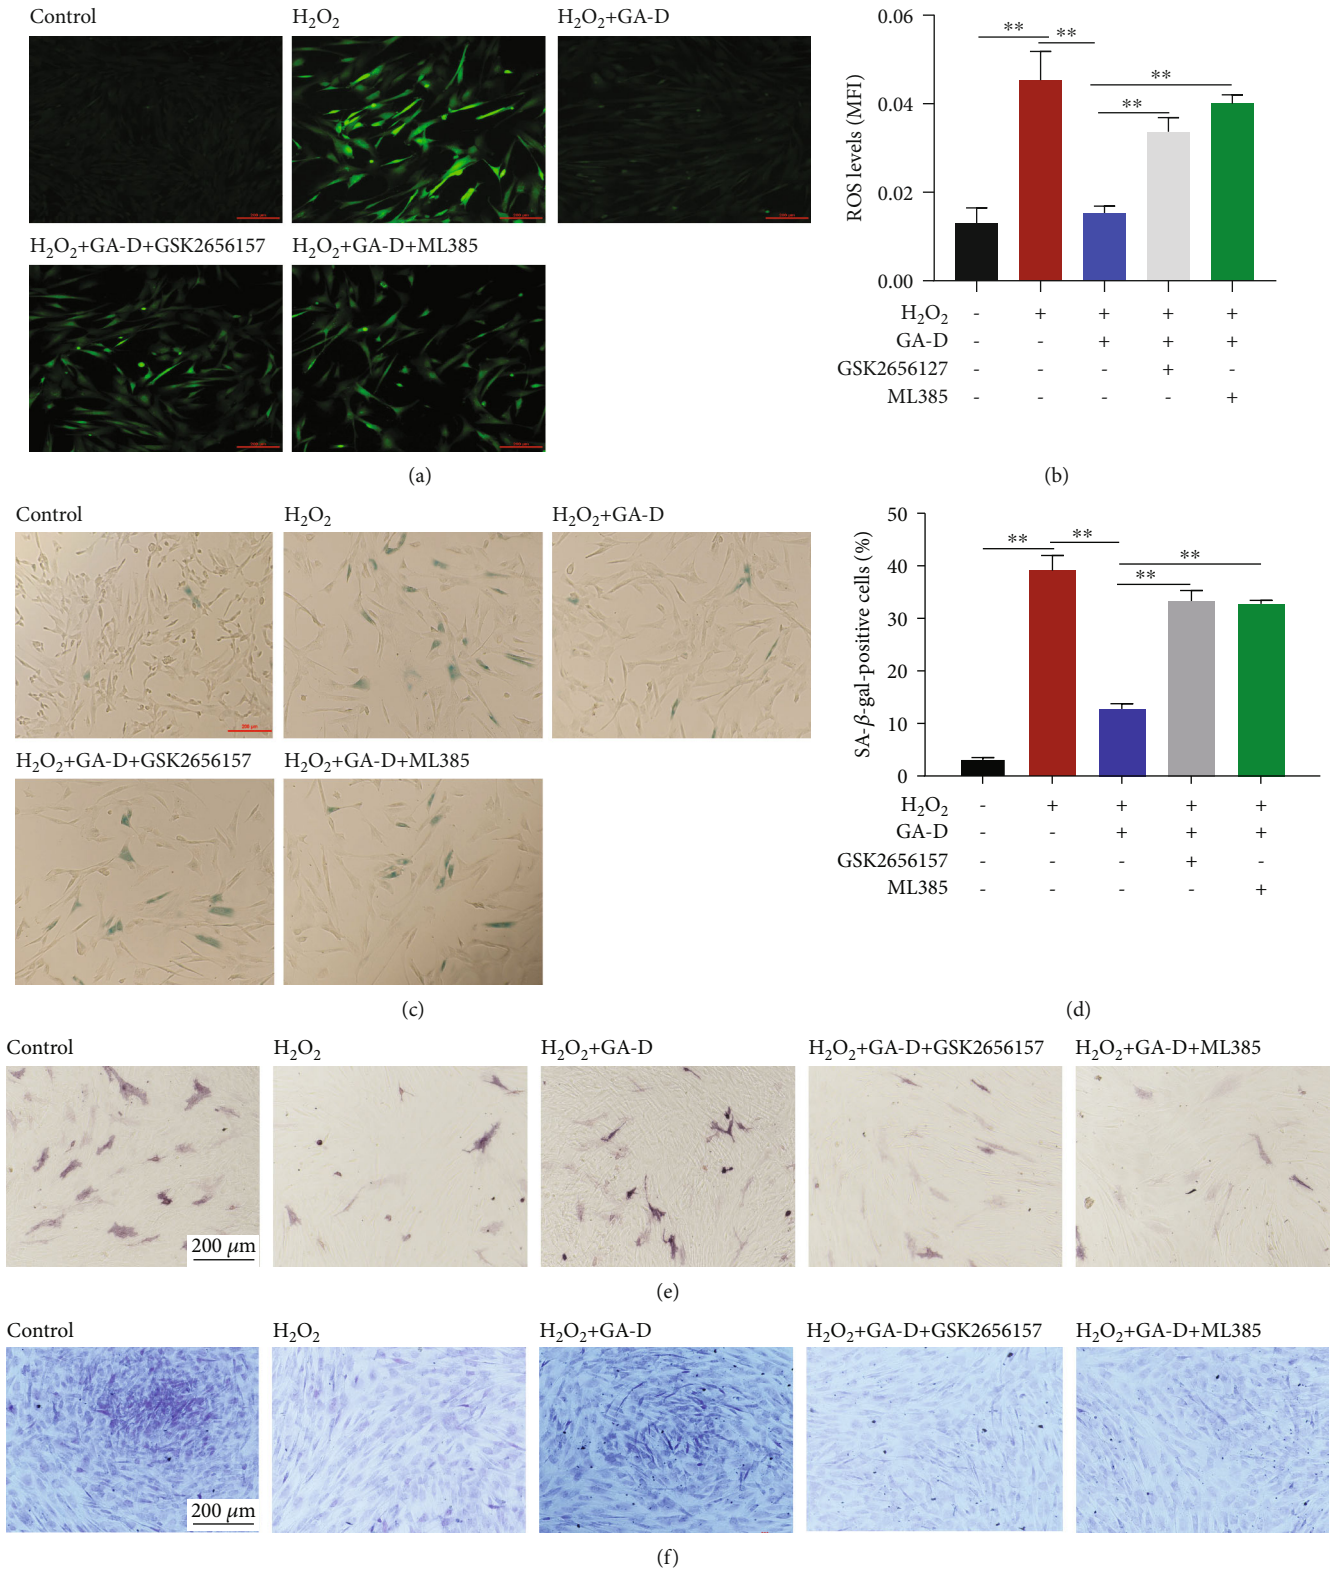 Control
H₂O₂
H₂O₂+GA-D
H₂O₂+GA-D+GSK2656157
H₂O₂+GA-D+ML385
(a)
0.06
0.04
0.02
0.00
ROS levels (MFI)
** ** ** **
H₂O₂ - + + + +
GA-D - - + + +
GSK2656127 - - - + -
ML385 - - - - +
(b)
Control
H₂O₂
H₂O₂+GA-D
200 μm
H₂O₂+GA-D+GSK2656157
H₂O₂+GA-D+ML385
(c)
50
40
30
20
10
0
SA-β-gal-positive cells (%)
** ** ** **
H₂O₂ - + + + +
GA-D - - + + +
GSK2656157 - - - + -
ML385 - - - - +
(d)
Control
H₂O₂
H₂O₂+GA-D
H₂O₂+GA-D+GSK2656157
H₂O₂+GA-D+ML385
200 μm
(e)
Control
H₂O₂
H₂O₂+GA-D
H₂O₂+GA-D+GSK2656157
H₂O₂+GA-D+ML385
200 μm
(f)